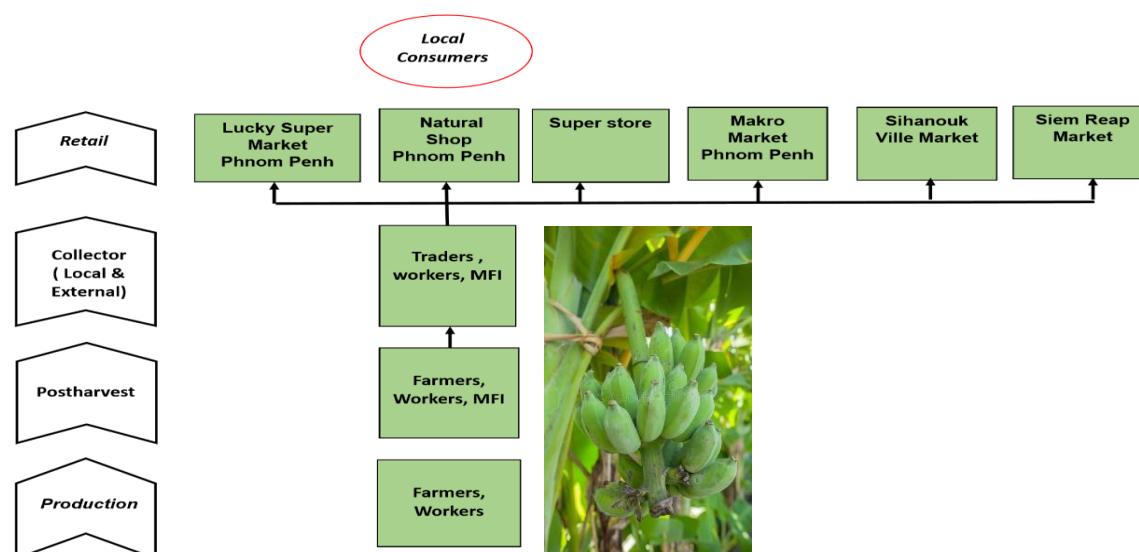 Local
Consumers
Retail
Lucky Super
Market
Phnom Penh
Natural
Shop
Phnom Penh
Super store
Makro
Market
Phnom Penh
Sihanouk
Ville Market
Siem Reap
Market
Collector
( Local &
External)
Traders ,
workers, MFI
Postharvest
Farmers,
Workers, MFI
Production
Farmers,
Workers